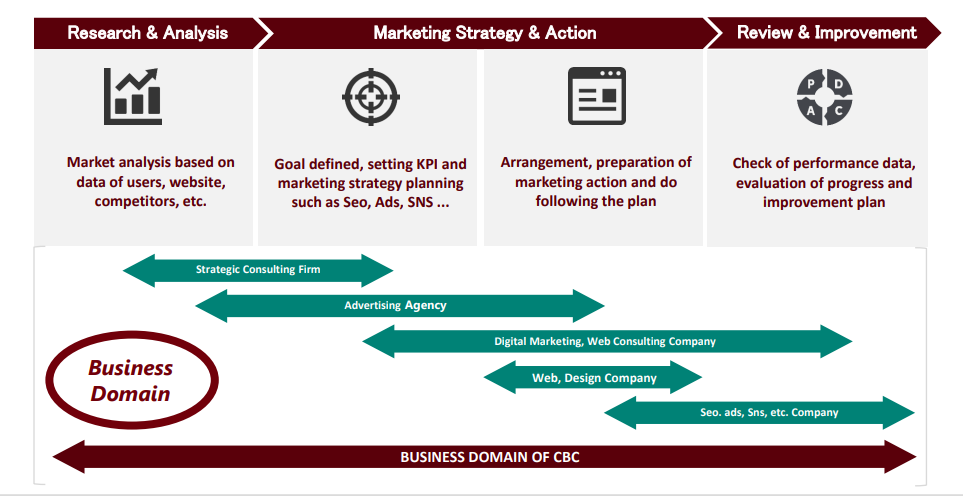 Research & Analysis
Marketing Strategy & Action
Review & Improvement
P D
A C
Market analysis based on
data of users, website,
competitors, etc.
Goal defined, setting KPI and
marketing strategy planning
such as Seo, Ads, SNS ...
Arrangement, preparation of
marketing action and do
following the plan
Check of performance data,
evaluation of progress and
improvement plan
Strategic Consulting Firm
Advertising Agency
Digital Marketing, Web Consulting Company
Web, Design Company
Seo. ads, Sns, etc. Company
Business
Domain
BUSINESS DOMAIN OF CBC